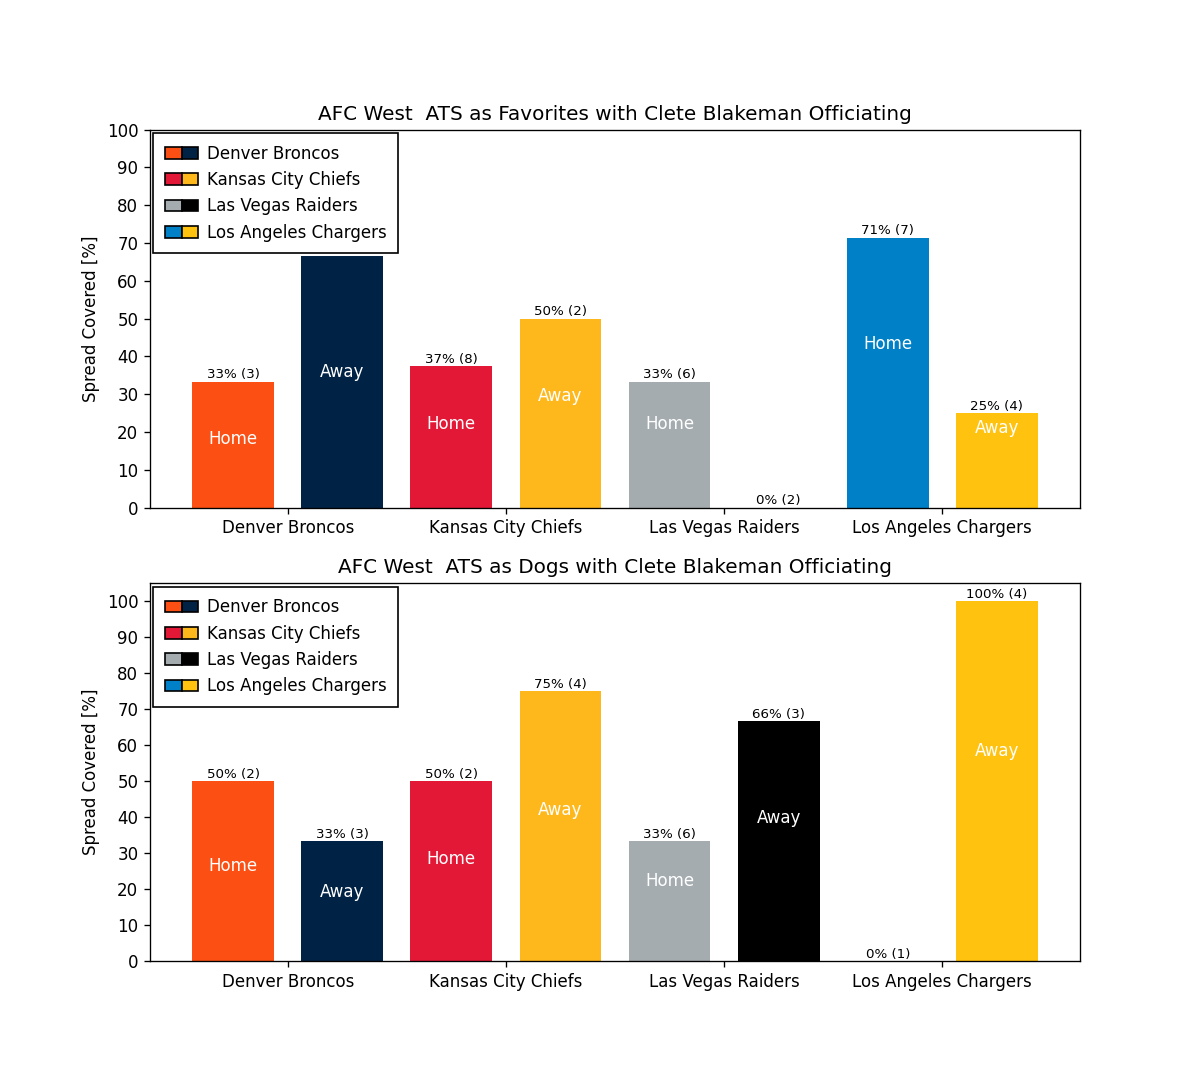 AFC West  ATS as Favorites with Clete Blakeman Officiating
Spread Covered [%]
100
90
80
70
60
50
40
30
20
10
0
Denver Broncos
Kansas City Chiefs
Las Vegas Raiders
Los Angeles Chargers
33% (3)
Home
Away
37% (8)
Home
50% (2)
Away
33% (6)
Home
0% (2)
71% (7)
Home
25% (4)
Away
Denver Broncos
Kansas City Chiefs
Las Vegas Raiders
Los Angeles Chargers
AFC West  ATS as Dogs with Clete Blakeman Officiating
Spread Covered [%]
100
90
80
70
60
50
40
30
20
10
0
Denver Broncos
Kansas City Chiefs
Las Vegas Raiders
Los Angeles Chargers
50% (2)
Home
33% (3)
Away
50% (2)
Home
75% (4)
Away
33% (6)
Home
66% (3)
Away
0% (1)
100% (4)
Away
Denver Broncos
Kansas City Chiefs
Las Vegas Raiders
Los Angeles Chargers